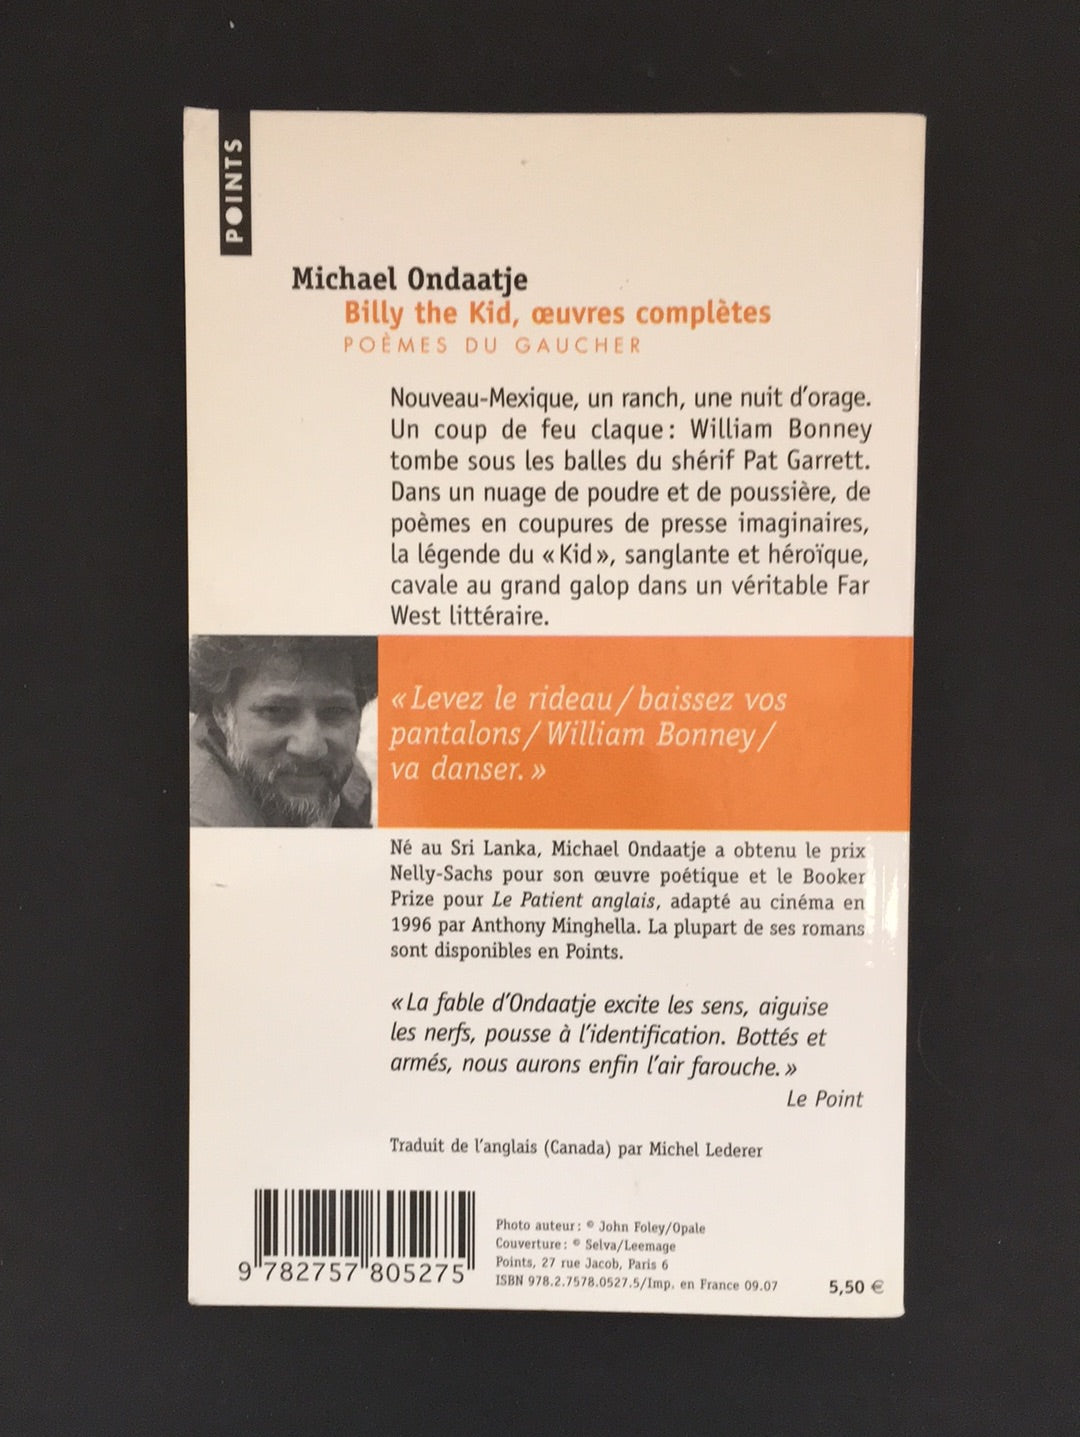 POINTS
Michael Ondaatje
Billy the Kid, œuvres complètes
POÈMES DU GAUCHER
Nouveau-Mexique, un ranch, une nuit d'orage.
Un coup de feu claque : William Bonney
tombe sous les balles du shérif Pat Garrett.
Dans un nuage de poudre et de poussière, de
poèmes en coupures de presse imaginaires,
la légende du « Kid », sanglante et héroïque,
cavale au grand galop dans un véritable Far
West littéraire.
« Levez le rideau / baissez vos
pantalons / William Bonney /
va danser. »
Né au Sri Lanka, Michael Ondaatje a obtenu le prix
Nelly-Sachs pour son œuvre poétique et le Booker
Prize pour Le Patient anglais, adapté au cinéma en
1996 par Anthony Minghella. La plupart de ses romans
sont disponibles en Points.
« La fable d'Ondaatje excite les sens, aiguise
les nerfs, pousse à l'identification. Bottés et
armés, nous aurons enfin l'air farouche. »
Le Point
Traduit de l'anglais (Canada) par Michel Lederer
9 782757 805275
Photo auteur : © John Foley/Opale
Couverture : © Selva/Leemage
Points, 27 rue Jacob, Paris 6
ISBN 978.2.7578.0527.5/Imp. en France 09.07
5,50 €